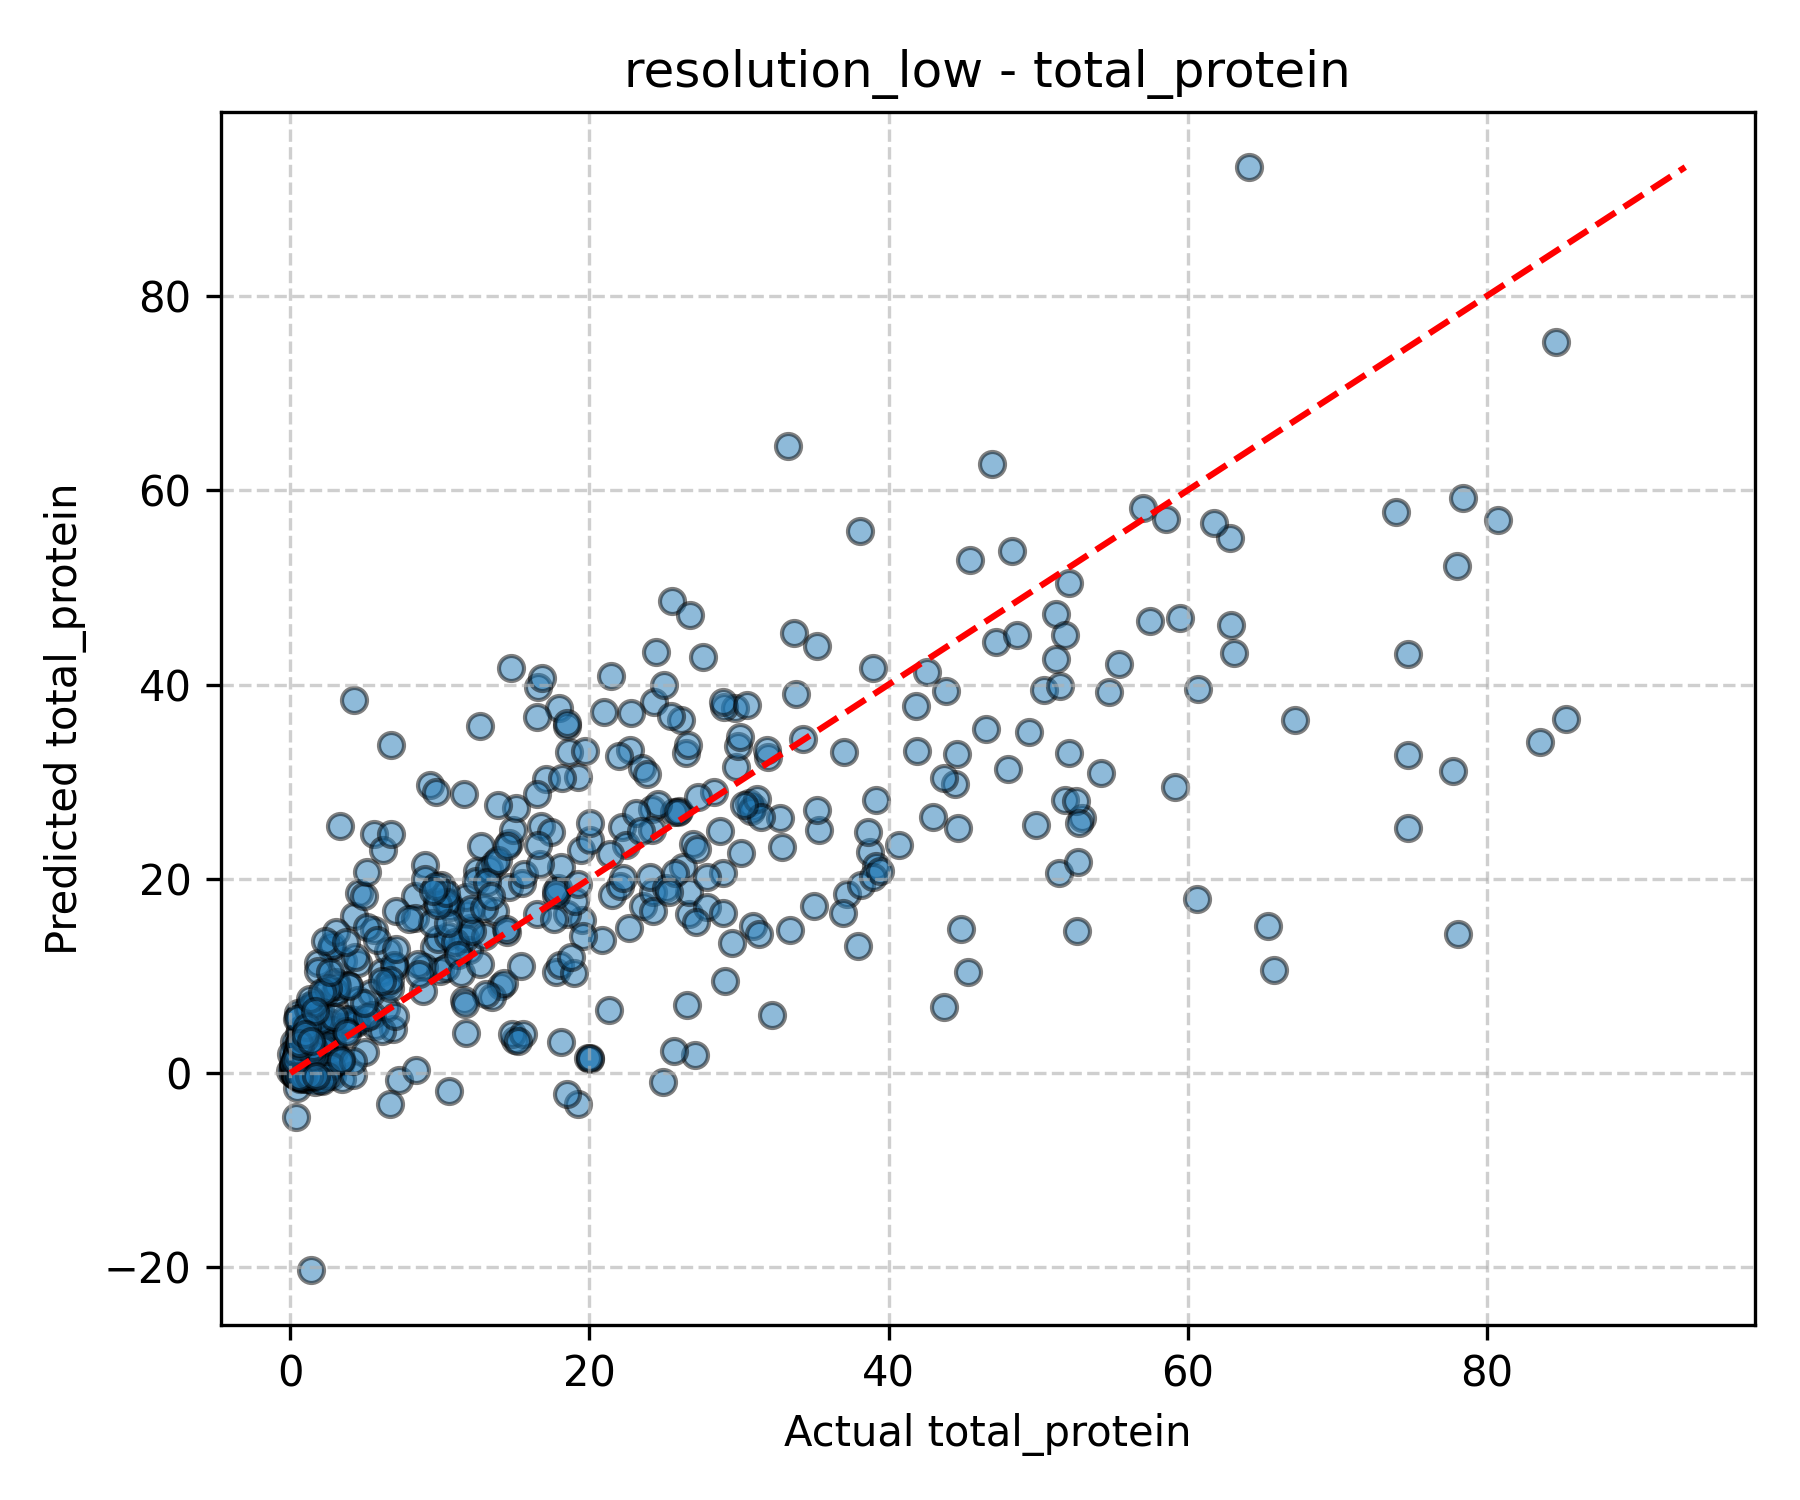 resolution_low - total_protein
Predicted total_protein
80
60
40
20
0
−20
0 20 40 60 80
Actual total_protein